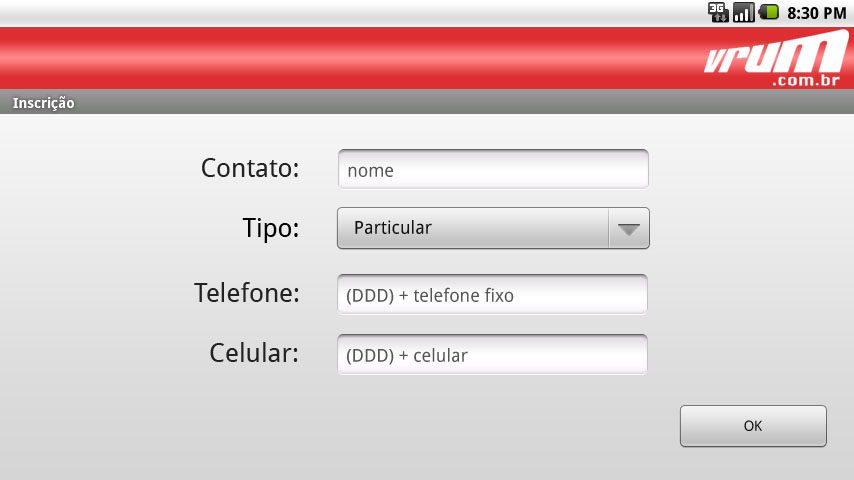 3G
8:30 PM
vrum
.com.br
Inscrição
Contato: nome
Tipo: Particular
Telefone: (DDD) + telefone fixo
Celular: (DDD) + celular
OK